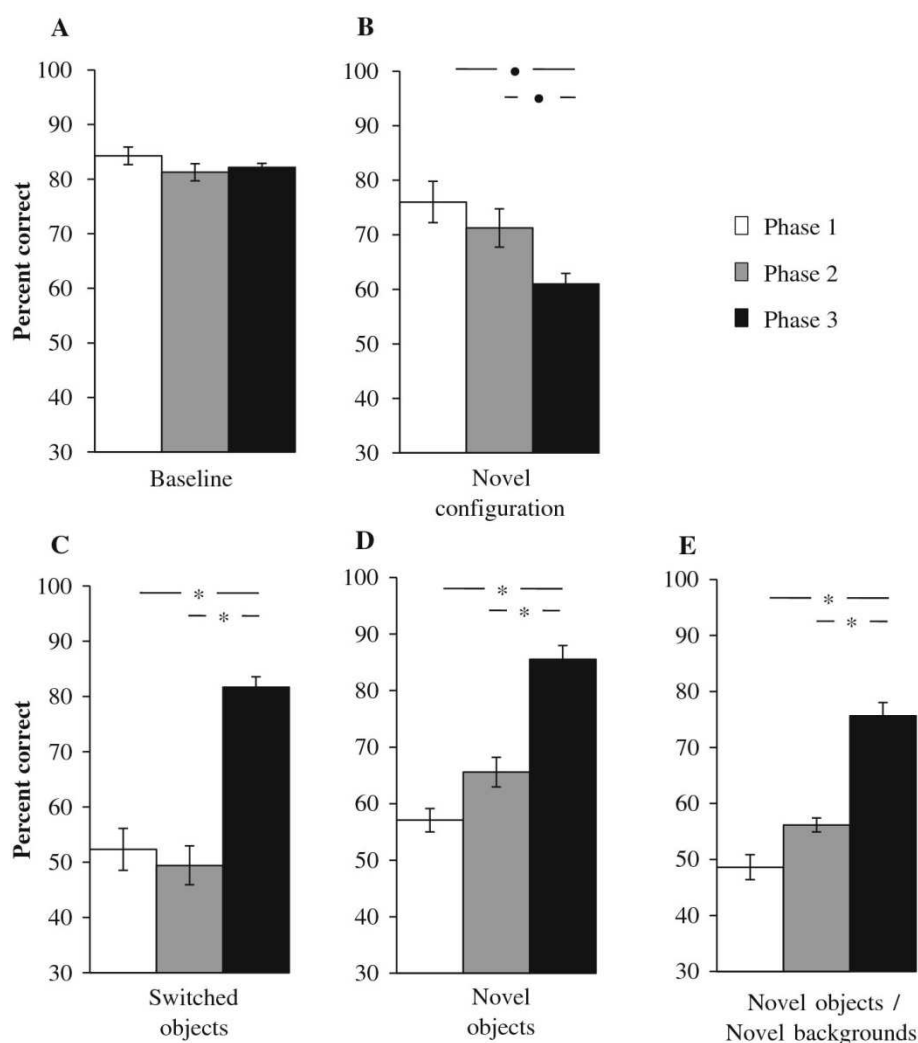 A
B
100
90
80
70
60
50
40
30
Percent correct
Baseline
100
90
80
70
60
50
40
30
Novel
configuration
Phase 1
Phase 2
Phase 3
C
D
E
100
90
80
70
60
50
40
30
Percent correct
* 
*
Switched
objects
100
90
80
70
60
50
40
30
*
*
Novel
objects
100
90
80
70
60
50
40
30
*
*
Novel objects /
Novel backgrounds